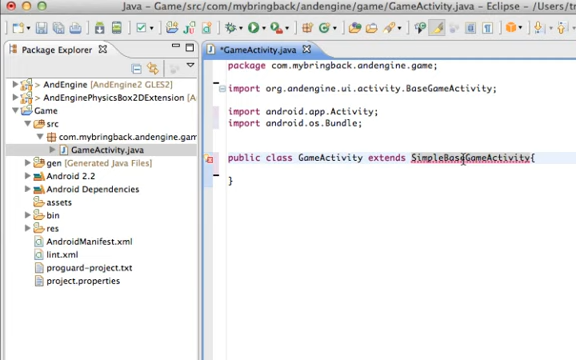 Java - Game/src/com/mybringback/andengine/game/GameActivity.java - Eclipse - /Users/
Package Explorer
*GameActivity.java
AndEngine [AndEngine2 GLES2]
AndEnginePhysicsBox2DExtension
Game
src
com.mybringback.andengine.gam
GameActivity.java
gen [Generated Java Files]
Android 2.2
Android Dependencies
assets
bin
res
AndroidManifest.xml
lint.xml
proguard-project.txt
project.properties
package com.mybringback.andengine.game;
import org.andengine.ui.activity.BaseGameActivity;
import android.app.Activity;
import android.os.Bundle;
public class GameActivity extends SimpleBaseGameActivity{
}